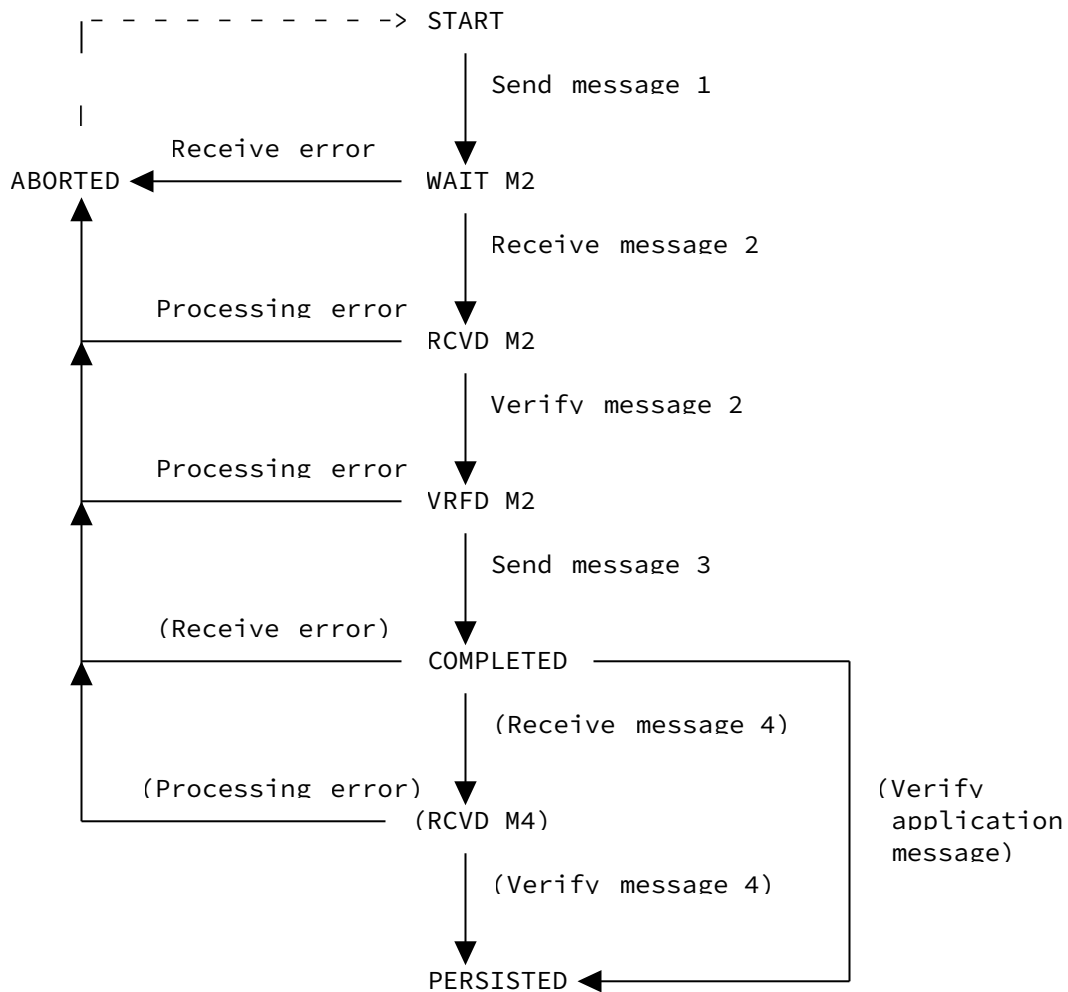 START
Send message 1
Receive error
ABORTED WAIT M2
Receive message 2
Processing error
RCVD M2
Verify message 2
Processing error
VRFD M2
Send message 3
(Receive error)
COMPLETED
(Receive message 4)
(Processing error)
(RCVD M4)
(Verify
application
message)
(Verify message 4)
PERSISTED